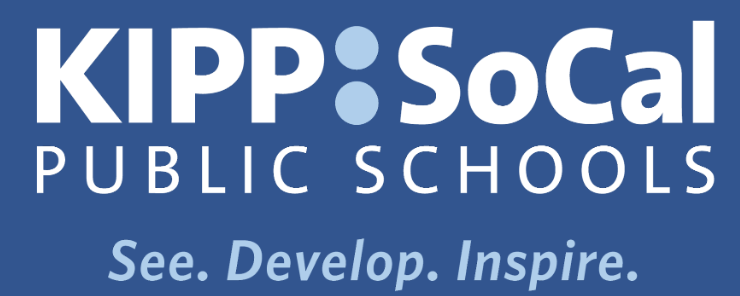 KIPP:SoCal
PUBLIC SCHOOLS
See. Develop. Inspire.